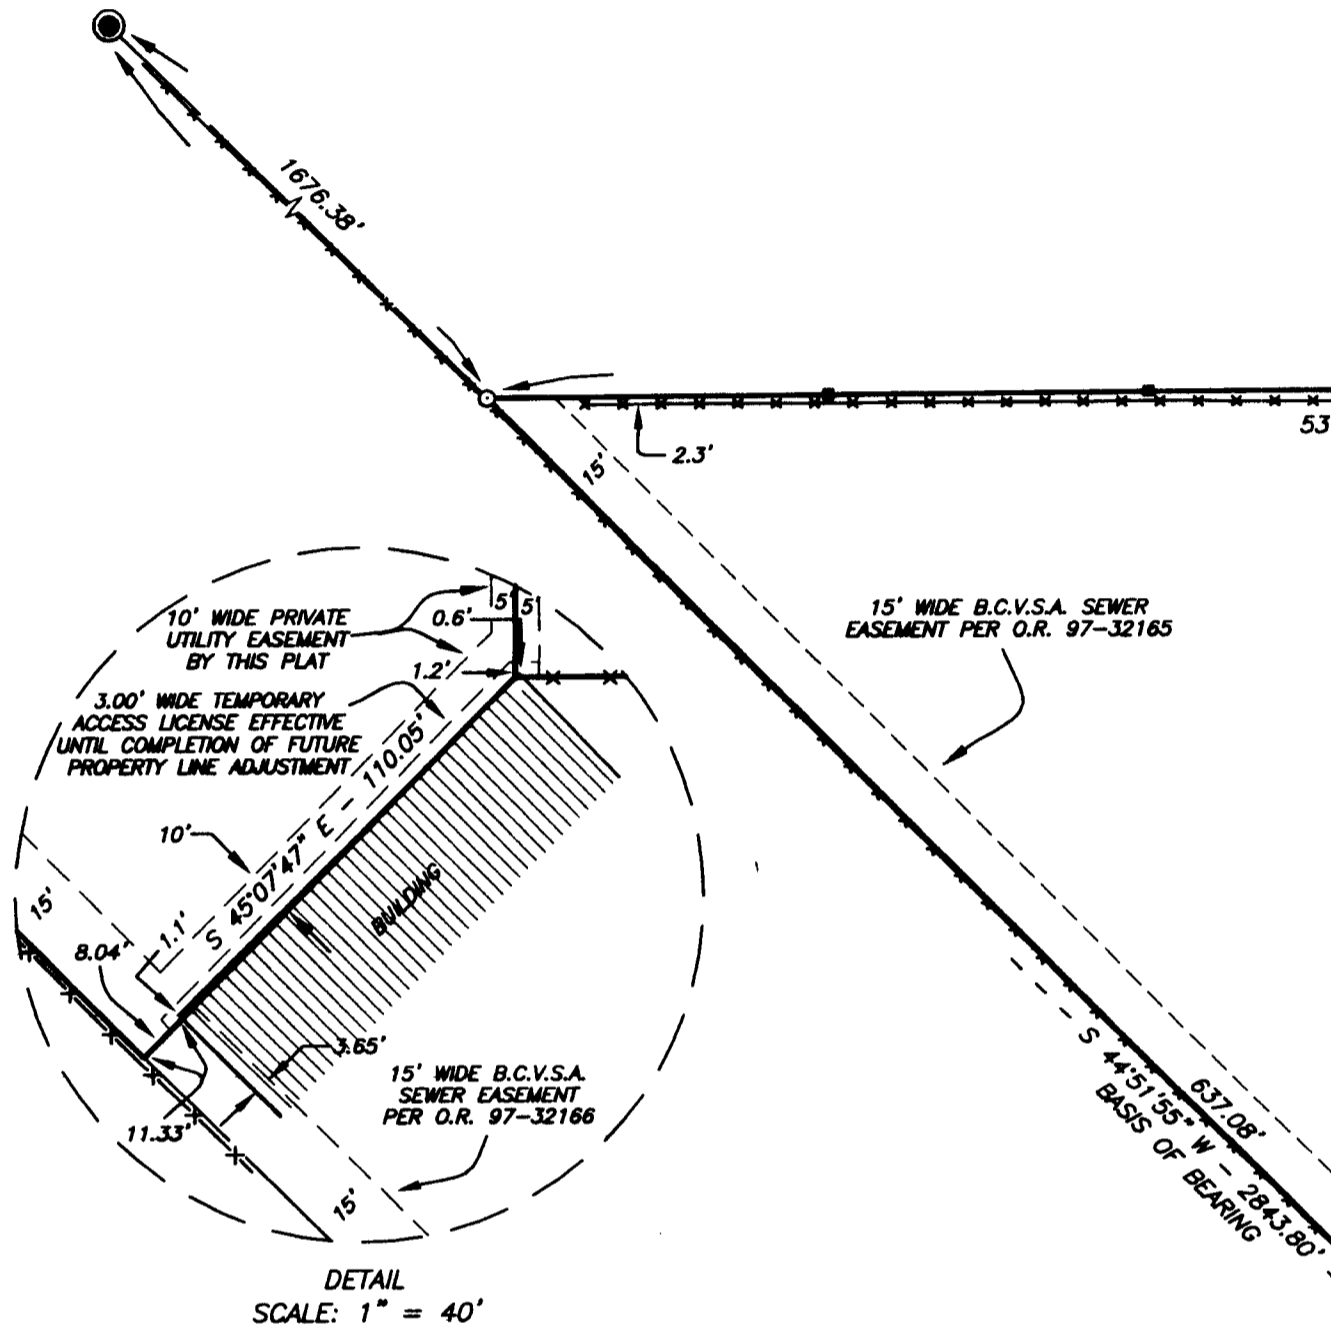 1676.38'
2.3'
53
15'
15' WIDE B.C.V.S.A. SEWER
EASEMENT PER O.R. 97-32165
10' WIDE PRIVATE
UTILITY EASEMENT
BY THIS PLAT
0.6'
5'
5'
1.2'
3.00' WIDE TEMPORARY
ACCESS LICENSE EFFECTIVE
UNTIL COMPLETION OF FUTURE
PROPERTY LINE ADJUSTMENT
S 45°07'47" E - 110.05'
10'
BUILDING
15'
1.1'
8.04'
3.65'
11.33'
15' WIDE B.C.V.S.A.
SEWER EASEMENT
PER O.R. 97-32166
15'
637.08'
S 44°51'55" W - 2843.80'
BASIS OF BEARING
DETAIL
SCALE: 1" = 40'